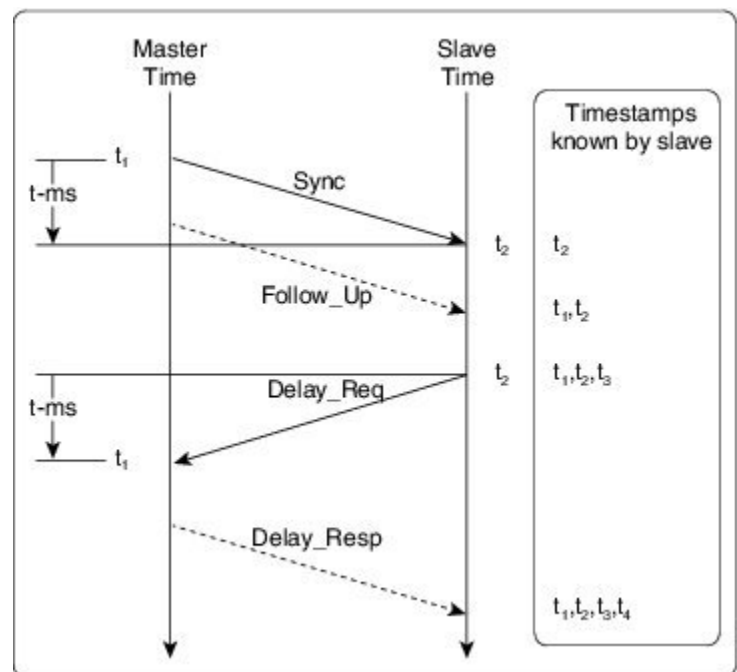 Master
Time
Slave
Time
Timestamps
known by slave
t₁
Sync
t-ms
t₂
t₂
Follow_Up
t₁,t₂
t₂
t₁,t₂,t₃
Delay_Req
t-ms
t₁
Delay_Resp
t₁,t₂,t₃,t₄